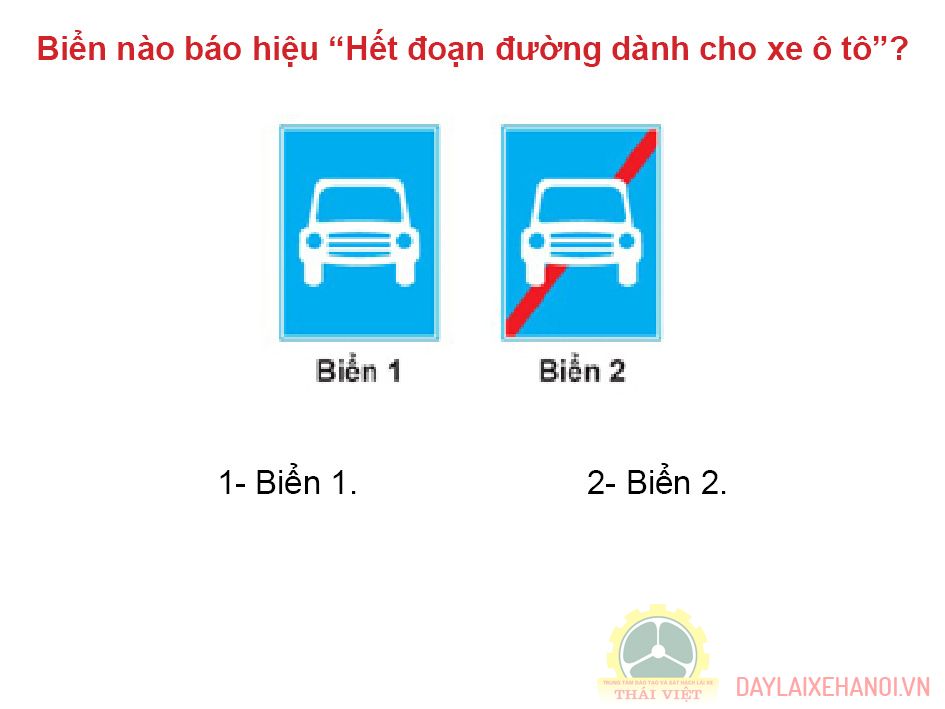 Biển nào báo hiệu “Hết đoạn đường dành cho xe ô tô”?
Biển 1
Biển 2
1- Biển 1.
2- Biển 2.
TRUNG TÂM ĐÀO TẠO VÀ SÁT HẠCH LÁI XE
THÁI VIỆT
DAYLAIXEHANOI.VN